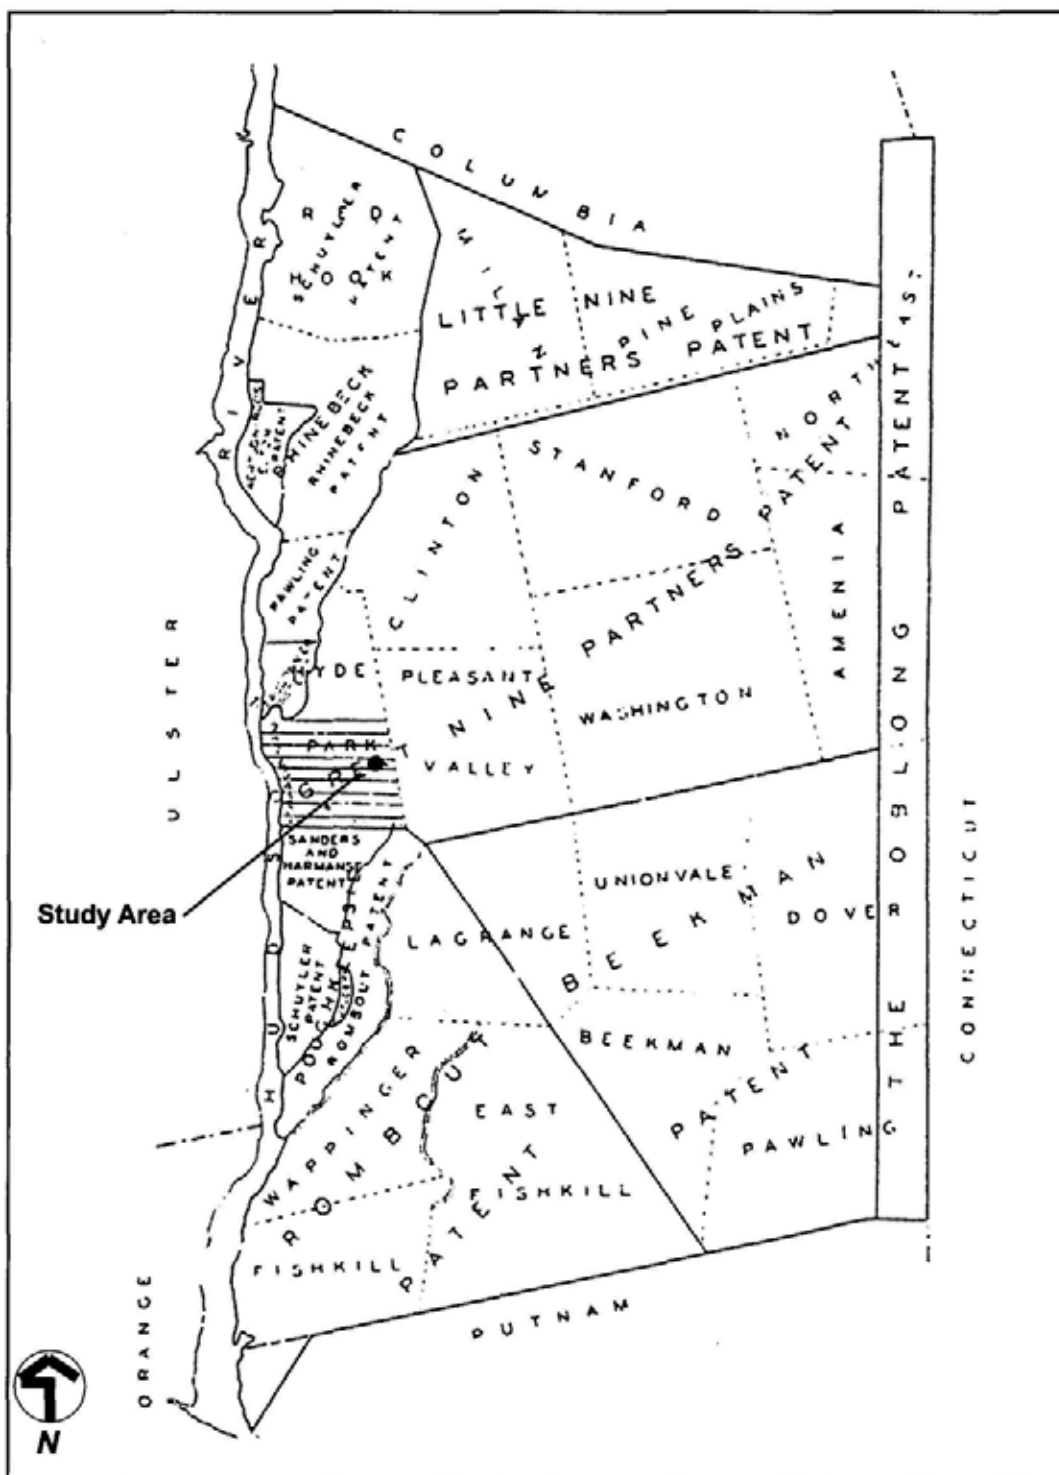 COLUMBIA
RED
HOOK
SCHUYLER
PATENT
MILAN
LITTLE NINE
PARTNERS PATENT
PINE PLAINS
RHINEBECK
RHINEBECK
PATENT
PATENT
NORTH
STANFORD
CLINTON
PAWLING
PATENT
AMENIA
HYDE
PARK
PLEASANT
VALLEY
NINE PARTNERS PATENT
WASHINGTON
ULSTER
HUDSON RIVER
THE OBLONG PATENT
CONNECTICUT
SANDERS
AND
HARMANSE
PATENT
Study Area
UNIONVALE
DOVER
LAGRANGE
BEEKMAN
PATENT
SCHUYLER
PATENT
POUGHKEEPSIE
ROMBOUT PATENT
BEEKMAN
WAPPINGER
EAST
FISHKILL
PAWLING
ROMBOUT
PATENT
FISHKILL
PUTNAM
ORANGE
N